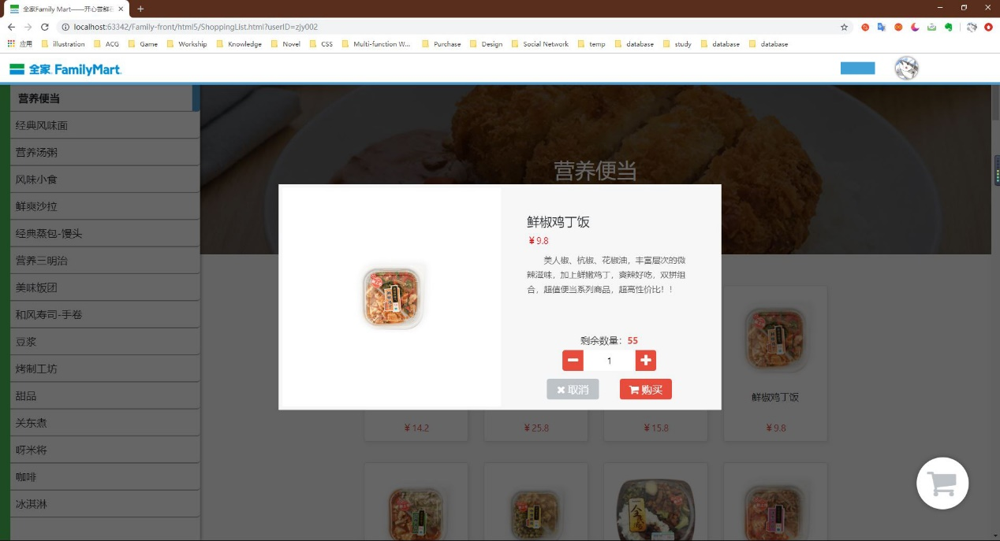 全家Family Mart——开心尝鲜
localhost:63342/Family-front/html5/ShoppingList.html?userID=zjy002
应用 illustration ACG Game Workship Knowledge Novel CSS Multi-function W... Purchase Design Social Network temp database study database database
全家 FamilyMart
营养便当
经典风味面
营养汤粥
风味小食
鲜爽沙拉
经典蒸包-馒头
营养三明治
美味饭团
和风寿司-手卷
豆浆
烤制工坊
甜品
关东煮
呀米将
咖啡
冰淇淋
营养便当
鲜椒鸡丁饭
¥9.8
美人椒、杭椒、花椒油，丰富层次的微
辣滋味，加上鲜嫩鸡丁，爽辣好吃，双拼组
合，超值便当系列商品，超高性价比！！
剩余数量：55
1
取消 购买
鲜椒鸡丁饭
¥14.2 ¥25.8 ¥15.8 ¥9.8